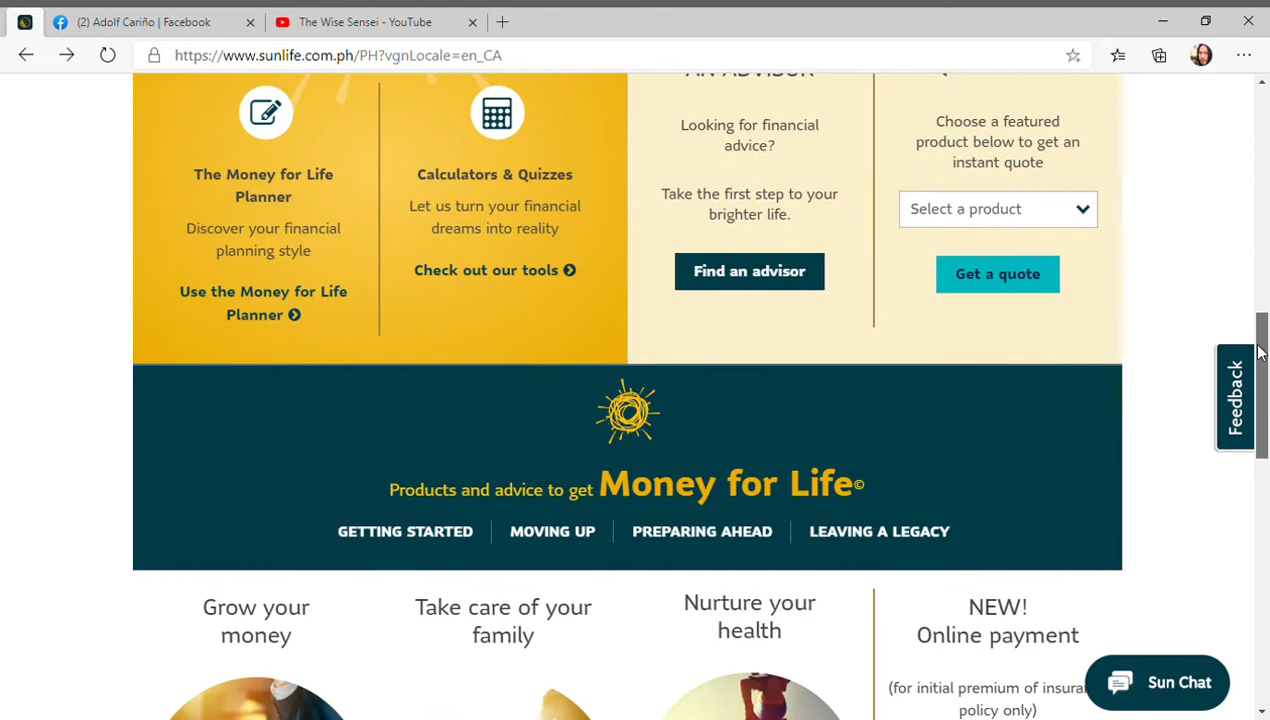 (2) Adolf Cariño | Facebook
The Wise Sensei - YouTube
https://www.sunlife.com.ph/PH?vgnLocale=en_CA
The Money for Life
Planner
Discover your financial
planning style
Use the Money for Life
Planner
Calculators & Quizzes
Let us turn your financial
dreams into reality
Check out our tools
AN ADVISOR
Looking for financial
advice?
Take the first step to your
brighter life.
Find an advisor
Choose a featured
product below to get an
instant quote
Select a product
Get a quote
Feedback
Products and advice to get Money for Life©
GETTING STARTED
MOVING UP
PREPARING AHEAD
LEAVING A LEGACY
Grow your
money
Take care of your
family
Nurture your
health
NEW!
Online payment
(for initial premium of insura
policy only)
Sun Chat